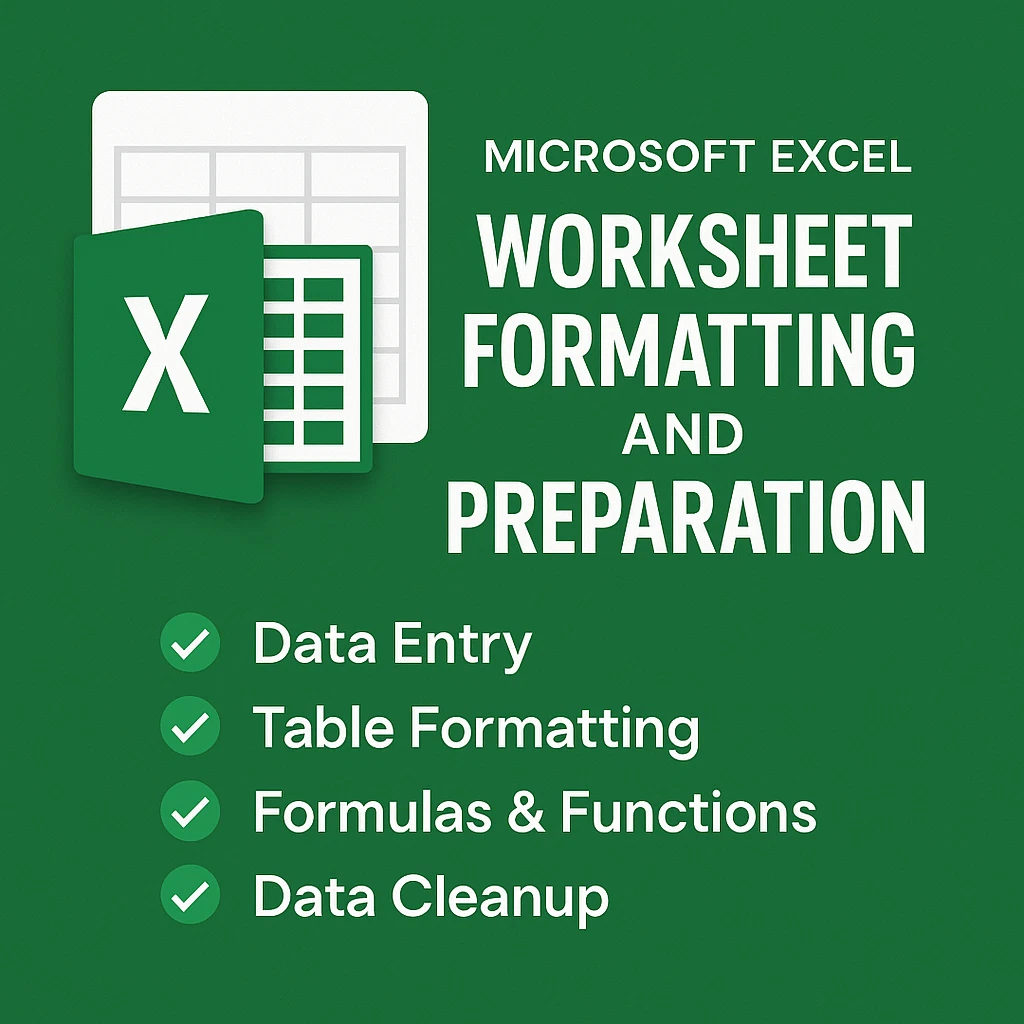 X
MICROSOFT EXCEL
WORKSHEET
FORMATTING
AND
PREPARATION
Data Entry
Table Formatting
Formulas & Functions
Data Cleanup